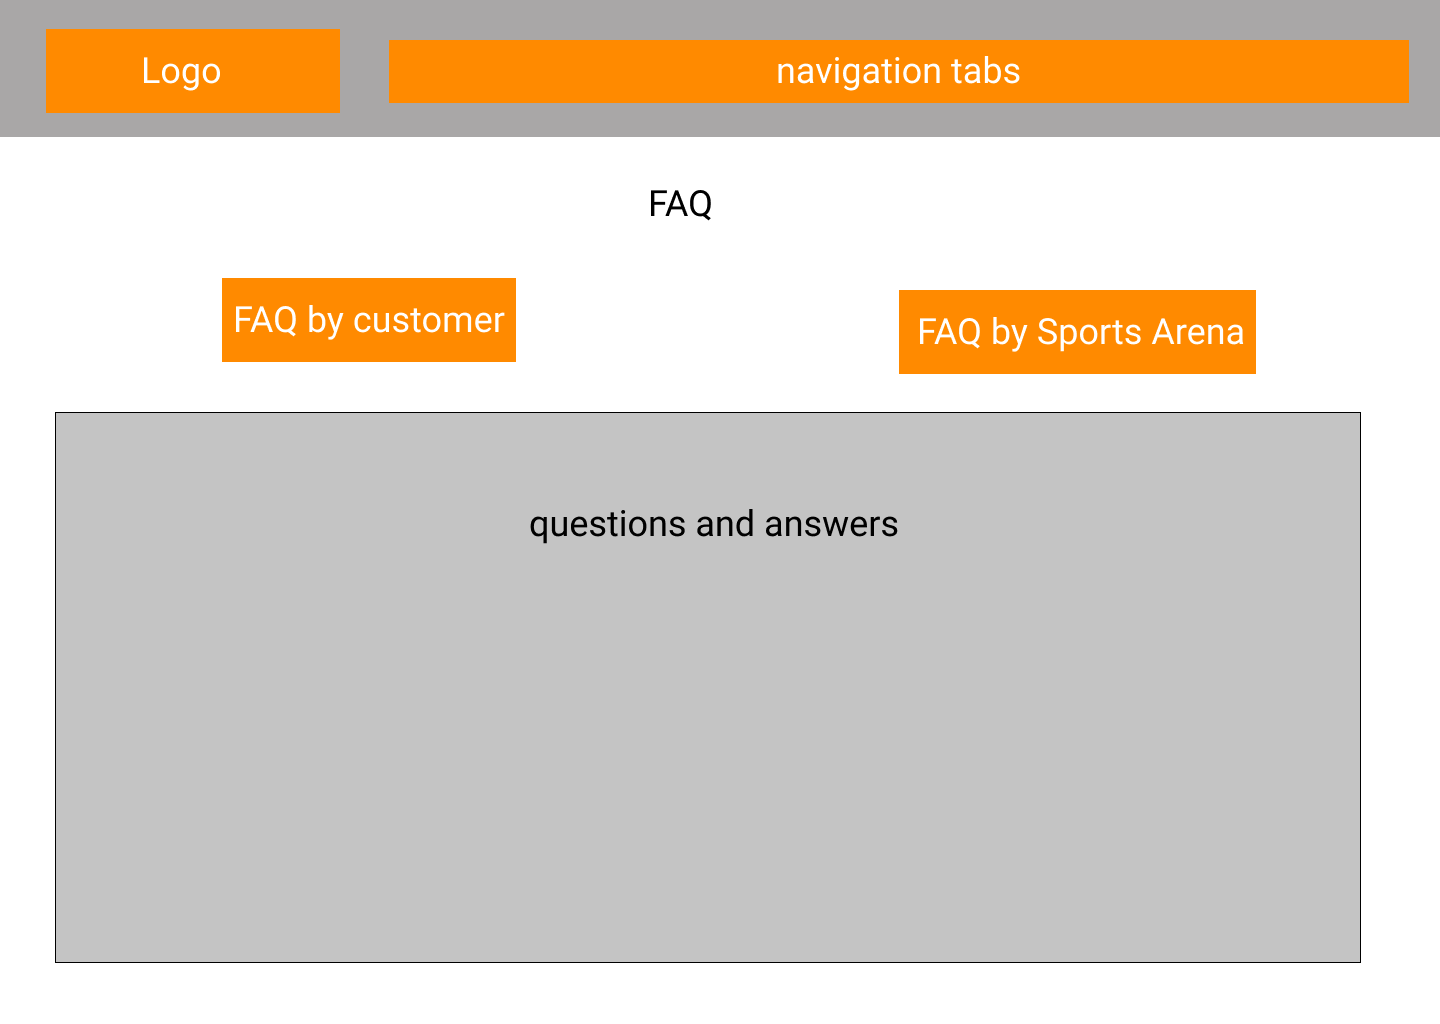 Logo
navigation tabs
FAQ
FAQ by customer
FAQ by Sports Arena
questions and answers